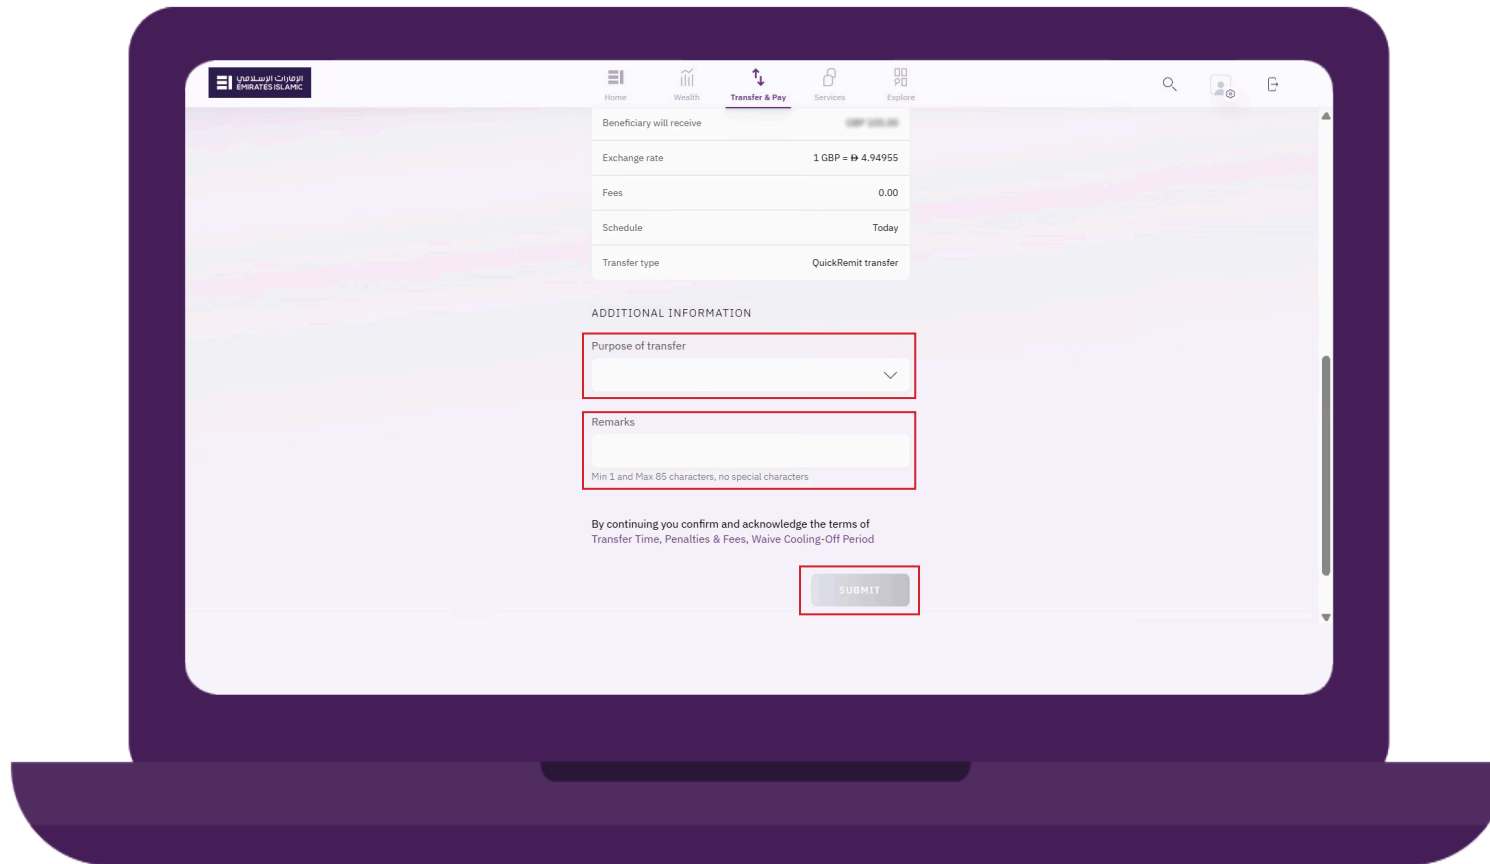 الإمارات الإسلامي
EMIRATES ISLAMIC
Home
Wealth
Transfer & Pay
Services
Explore
Beneficiary will receive GBP 100.00
Exchange rate 1 GBP = 4.94955
Fees 0.00
Schedule Today
Transfer type QuickRemit transfer
ADDITIONAL INFORMATION
Purpose of transfer
Remarks
Min 1 and Max 85 characters, no special characters
By continuing you confirm and acknowledge the terms of
Transfer Time, Penalties & Fees, Waive Cooling-Off Period
SUBMIT